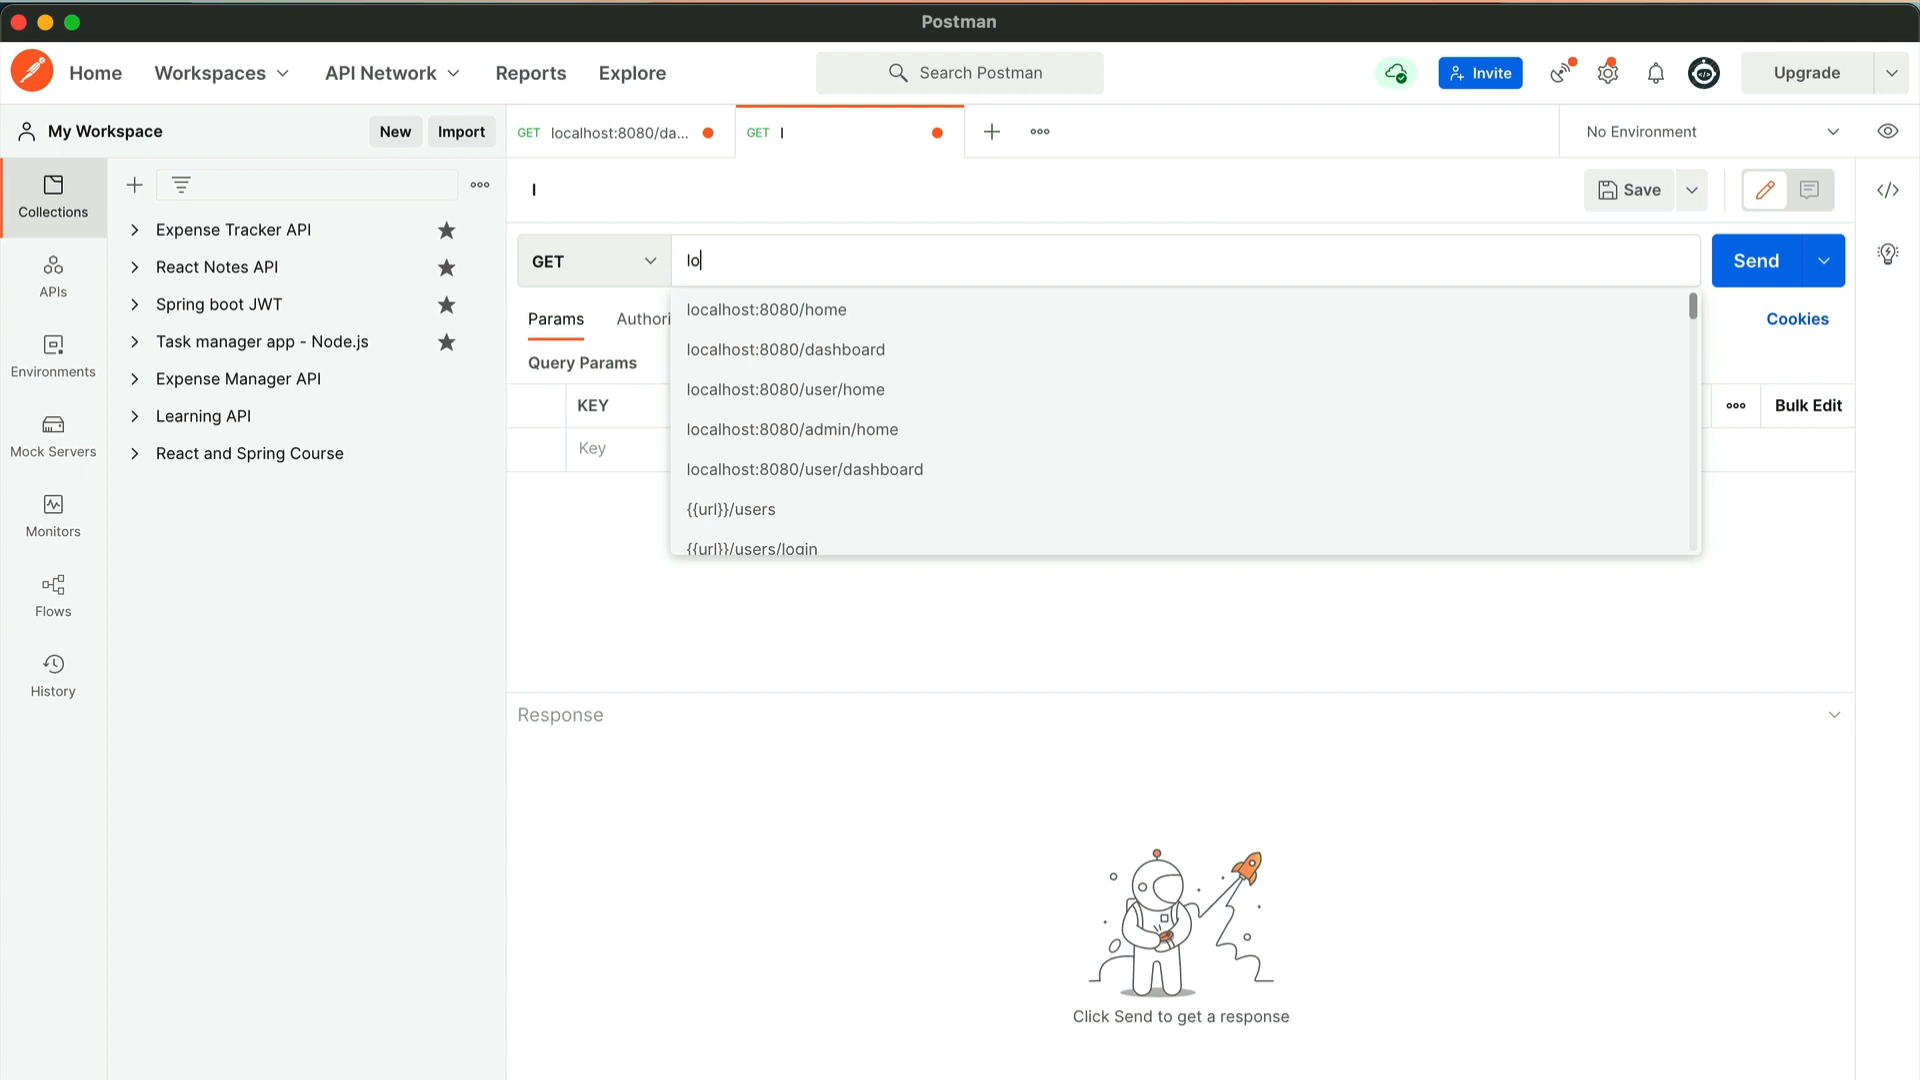 Postman
Home Workspaces API Network Reports Explore Search Postman Invite Upgrade
My Workspace New Import GET localhost:8080/da... GET l No Environment
l Save
Collections
Expense Tracker API
React Notes API
Spring boot JWT
Task manager app - Node.js
Expense Manager API
Learning API
React and Spring Course
APIs
Environments
Mock Servers
Monitors
Flows
History
GET lo Send
Params Authori Cookies
Query Params
KEY Bulk Edit
Key
localhost:8080/home
localhost:8080/dashboard
localhost:8080/user/home
localhost:8080/admin/home
localhost:8080/user/dashboard
{{url}}/users
{{url}}/users/login
Response
Click Send to get a response